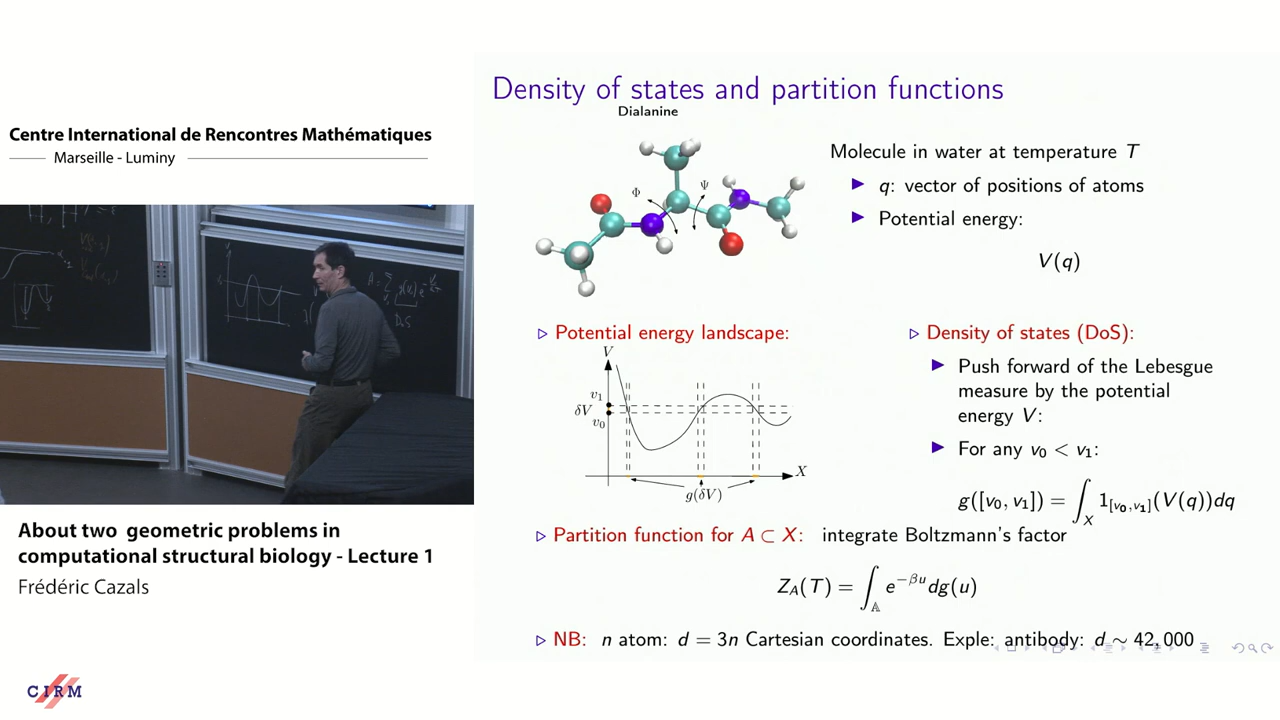 Centre International de Rencontres Mathématiques
Marseille - Luminy
About two geometric problems in
computational structural biology - Lecture 1
Frédéric Cazals
CIRM
Density of states and partition functions
Dialanine
Φ
Ψ
Molecule in water at temperature T
q: vector of positions of atoms
Potential energy:
V(q)
Potential energy landscape:
V
v₁
δV
v₀
X
g(δV)
Density of states (DoS):
Push forward of the Lebesgue
measure by the potential
energy V:
For any v₀ < v₁:
g([v₀, v₁]) = ∫_X 1_[v₀,v₁](V(q))dq
Partition function for A ⊂ X: integrate Boltzmann's factor
Z_A(T) = ∫_𝔸 e^{-βu} dg(u)
NB: n atom: d = 3n Cartesian coordinates. Exple: antibody: d ∼ 42,000